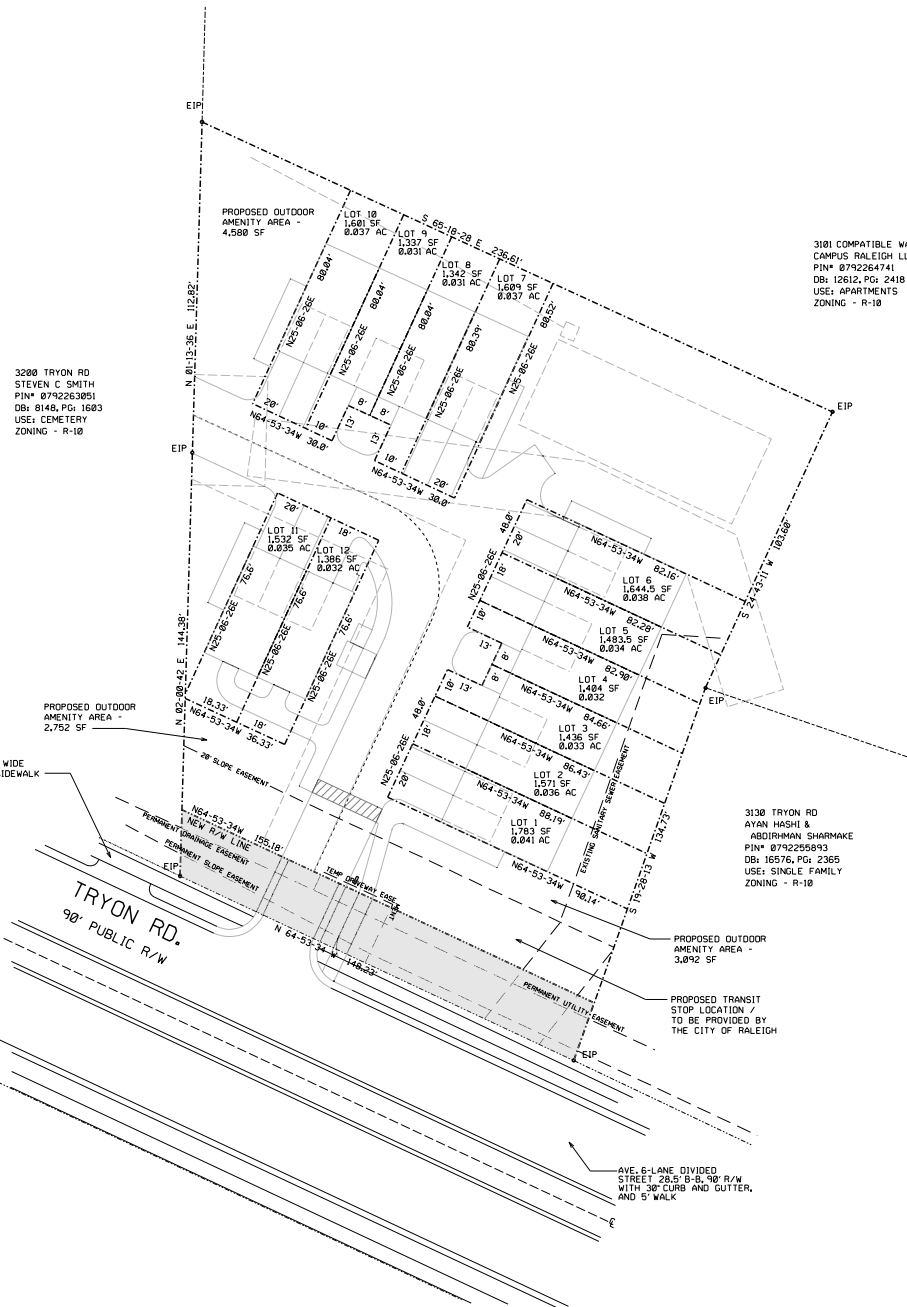 EIP
PROPOSED OUTDOOR
AMENITY AREA -
4,580 SF
LOT 10
1,601 SF
0.037 AC
LOT 9
1,337 SF
0.031 AC
LOT 8
1,342 SF
0.031 AC
LOT 7
1,609 SF
0.037 AC
S 65-18-28 E 236.61'
3101 COMPATIBLE WA
CAMPUS RALEIGH LL
PIN# 0792264741
DB: 12612, PG: 2418
USE: APARTMENTS
ZONING - R-10
N 01-13-36 E 112.82'
80.04'
N25-06-26E
80.04'
N25-06-26E
80.04'
N25-06-26E
80.39'
N25-06-26E
80.52'
N25-06-26E
3200 TRYON RD
STEVEN C SMITH
PIN# 0792263051
DB: 8148, PG: 1603
USE: CEMETERY
ZONING - R-10
20'
10'
N64-53-34W 30.0'
8'
8'
13'
13'
10'
20'
N64-53-34W 30.0'
EIP
EIP
S 24-43-11 W 103.60'
20'
18'
LOT 11
1,532 SF
0.035 AC
LOT 12
1,386 SF
0.032 AC
76.6'
N25-06-26E
76.6'
N25-06-26E
76.6'
N25-06-26E
18.33'
18'
N64-53-34W 36.33'
N 02-00-42 E 144.38'
48.0'
20'
18'
10'
N25-06-26E
N64-53-34W 82.16'
LOT 6
1,644.5 SF
0.038 AC
N64-53-34W 82.28'
LOT 5
1,483.5 SF
0.034 AC
N64-53-34W 82.90'
LOT 4
1,404 SF
0.032
13'
8'
8'
10'
13'
N64-53-34W 84.66'
LOT 3
1,436 SF
0.033 AC
48.0'
18'
20'
N25-06-26E
N64-53-34W 86.43'
LOT 2
1,571 SF
0.036 AC
N64-53-34W 88.19'
LOT 1
1,783 SF
0.041 AC
N64-53-34W 90.14'
EXISTING SANITARY SEWER EASEMENT
EIP
S 19-28-13 W 134.73'
PROPOSED OUTDOOR
AMENITY AREA -
2,752 SF
20' SLOPE EASEMENT
WIDE
SIDEWALK
3130 TRYON RD
AYAN HASHI &
ABDIRHMAN SHARMAKE
PIN# 0792255893
DB: 16576, PG: 2365
USE: SINGLE FAMILY
ZONING - R-10
N64-53-34W 155.18'
NEW R/W LINE
PERMANENT DRAINAGE EASEMENT
PERMANENT SLOPE EASEMENT
TEMP DRIVEWAY EASEMENT
EIP
TRYON RD.
90' PUBLIC R/W
N 64-53-34 W 148.23'
PERMANENT UTILITY EASEMENT
EIP
PROPOSED OUTDOOR
AMENITY AREA -
3,092 SF
PROPOSED TRANSIT
STOP LOCATION /
TO BE PROVIDED BY
THE CITY OF RALEIGH
AVE. 6-LANE DIVIDED
STREET 28.5' B-B, 90' R/W
WITH 30" CURB AND GUTTER,
AND 5' WALK